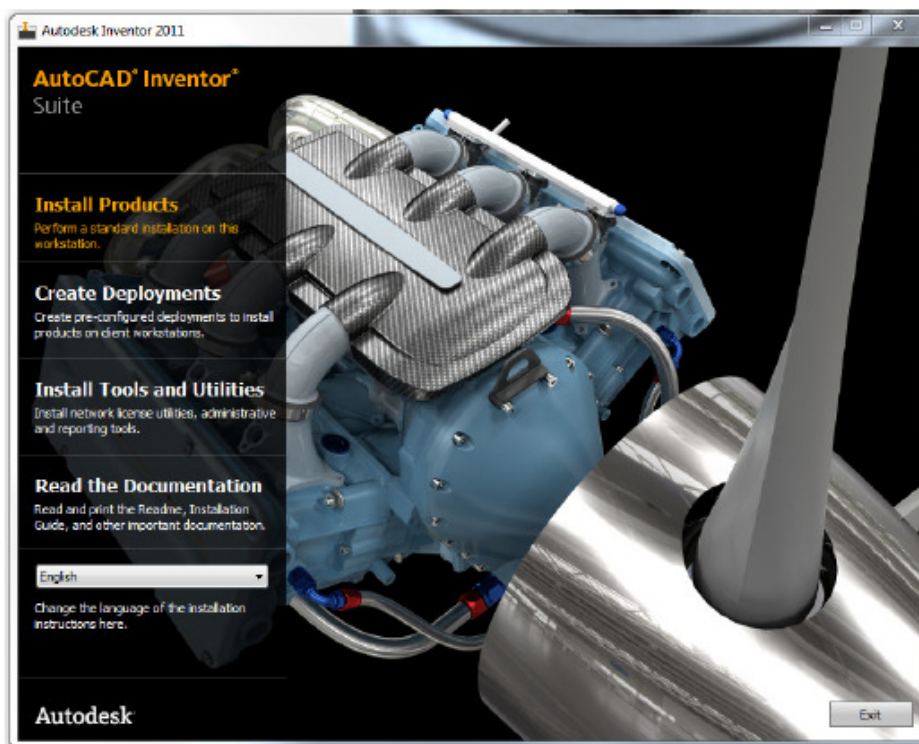 Autodesk Inventor 2011
AutoCAD® Inventor®
Suite
Install Products
Perform a standard installation on this
workstation.
Create Deployments
Create pre-configured deployments to install
products on client workstations.
Install Tools and Utilities
Install network license utilities, administrative
and reporting tools.
Read the Documentation
Read and print the Readme, Installation
Guide, and other important documentation.
English
Change the language of the installation
instructions here.
Autodesk
Exit